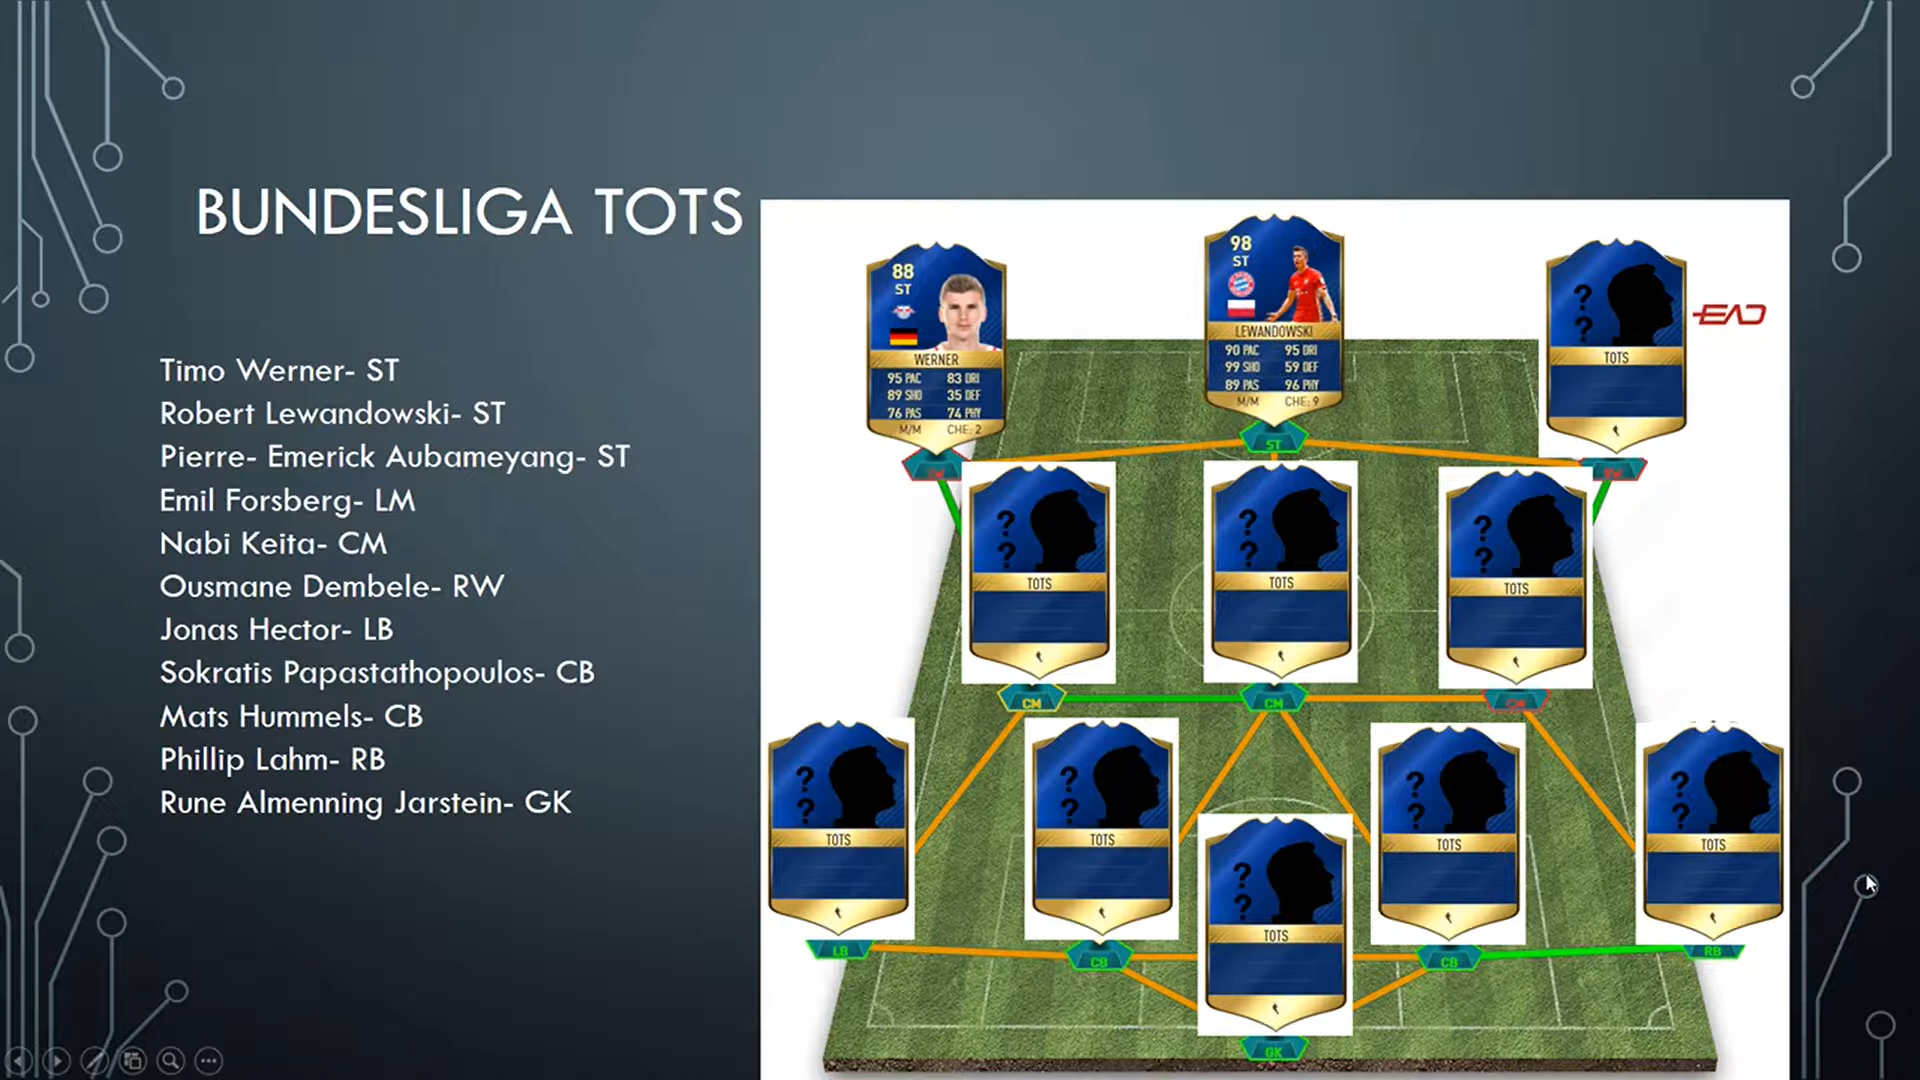 BUNDESLIGA TOTS
Timo Werner- ST
Robert Lewandowski- ST
Pierre- Emerick Aubameyang- ST
Emil Forsberg- LM
Nabi Keita- CM
Ousmane Dembele- RW
Jonas Hector- LB
Sokratis Papastathopoulos- CB
Mats Hummels- CB
Phillip Lahm- RB
Rune Almenning Jarstein- GK
88
ST
WERNER
95 PAC 83 DRI
89 SHO 35 DEF
76 PAS 74 PHY
M/M CHE: 2
98
ST
LEWANDOWSKI
90 PAC 95 DRI
99 SHO 59 DEF
89 PAS 96 PHY
M/M CHE: 9
? ?
TOTS
EAD
ST
? ?
TOTS
? ?
TOTS
? ?
TOTS
CM
CM
CM
? ?
TOTS
? ?
TOTS
? ?
TOTS
? ?
TOTS
? ?
TOTS
LB
CB
CB
RB
GK